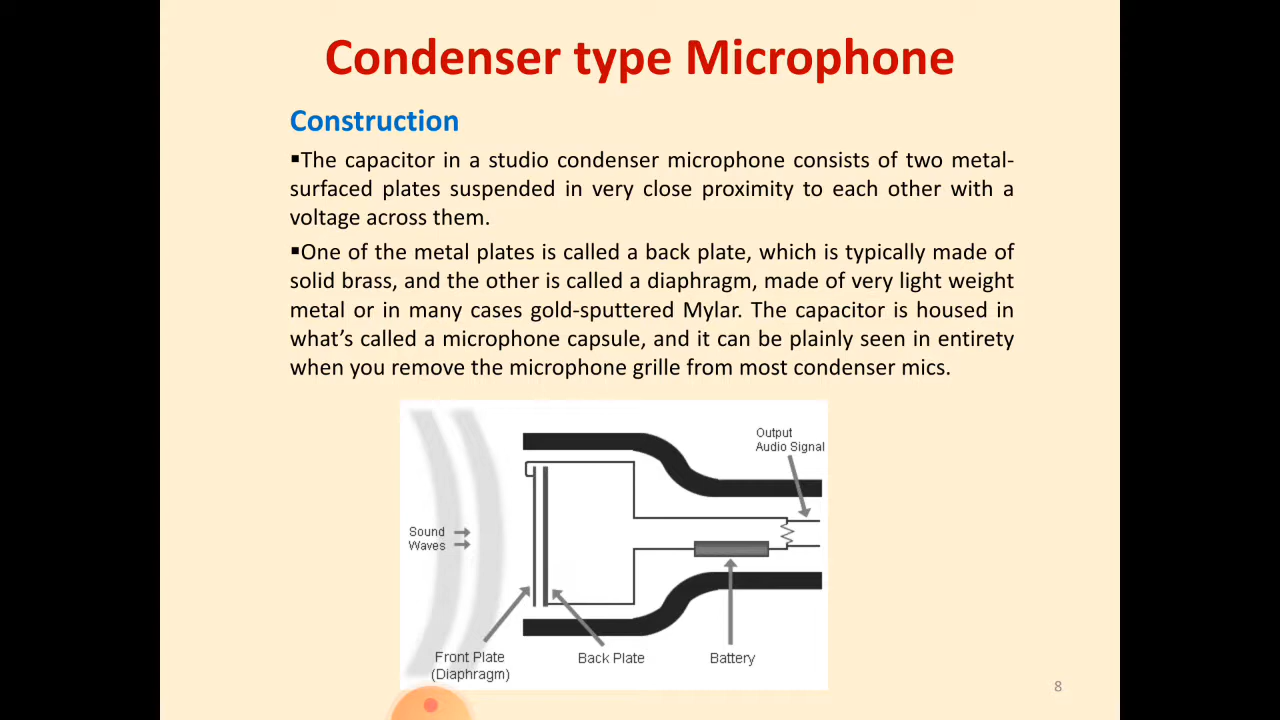 Condenser type Microphone
Construction
▪The capacitor in a studio condenser microphone consists of two metal-
surfaced plates suspended in very close proximity to each other with a
voltage across them.
▪One of the metal plates is called a back plate, which is typically made of
solid brass, and the other is called a diaphragm, made of very light weight
metal or in many cases gold-sputtered Mylar. The capacitor is housed in
what’s called a microphone capsule, and it can be plainly seen in entirety
when you remove the microphone grille from most condenser mics.
Output
Audio Signal
Sound
Waves
Front Plate
(Diaphragm)
Back Plate
Battery
8